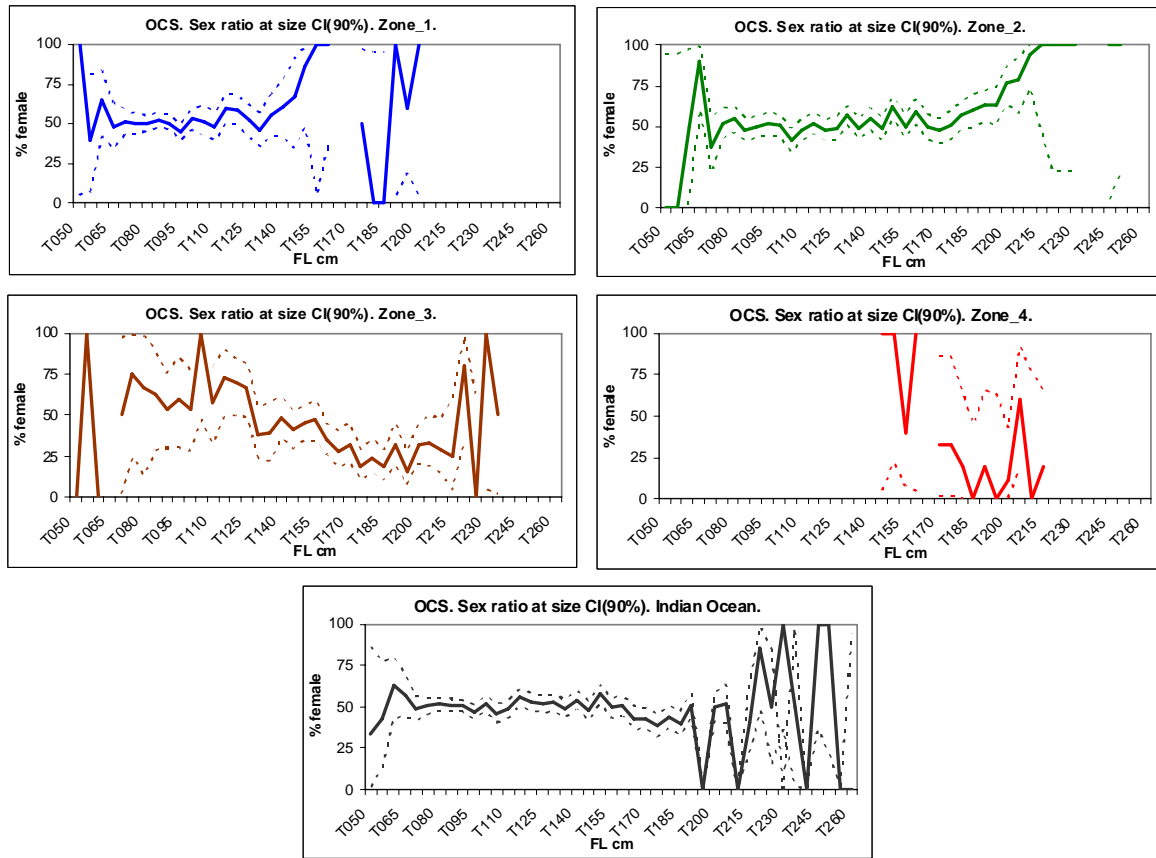 OCS. Sex ratio at size CI(90%). Zone_1.
100
75
50
25
0
% female
T050 T065 T080 T095 T110 T125 T140 T155 T170 T185 T200 T215 T230 T245 T260
FL cm
OCS. Sex ratio at size CI(90%). Zone_2.
100
75
50
25
0
% female
T050 T065 T080 T095 T110 T125 T140 T155 T170 T185 T200 T215 T230 T245 T260
FL cm
OCS. Sex ratio at size CI(90%). Zone_3.
100
75
50
25
0
% female
T050 T065 T080 T095 T110 T125 T140 T155 T170 T185 T200 T215 T230 T245 T260
FL cm
OCS. Sex ratio at size CI(90%). Zone_4.
100
75
50
25
0
% female
T050 T065 T080 T095 T110 T125 T140 T155 T170 T185 T200 T215 T230 T245 T260
FL cm
OCS. Sex ratio at size CI(90%). Indian Ocean.
100
75
50
25
0
% female
T050 T065 T080 T095 T110 T125 T140 T155 T170 T185 T200 T215 T230 T245 T260
FL cm